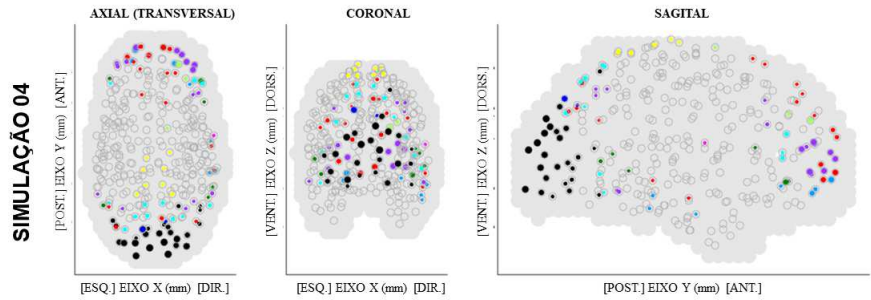 AXIAL (TRANSVERSAL)
CORONAL
SAGITAL
SIMULAÇÃO 04
[POST.] EIXO Y (mm) [ANT.]
[VENT.] EIXO Z (mm) [DORS.]
[VENT.] EIXO Z (mm) [DORS.]
[ESQ.] EIXO X (mm) [DIR.]
[ESQ.] EIXO X (mm) [DIR.]
[POST.] EIXO Y (mm) [ANT.]